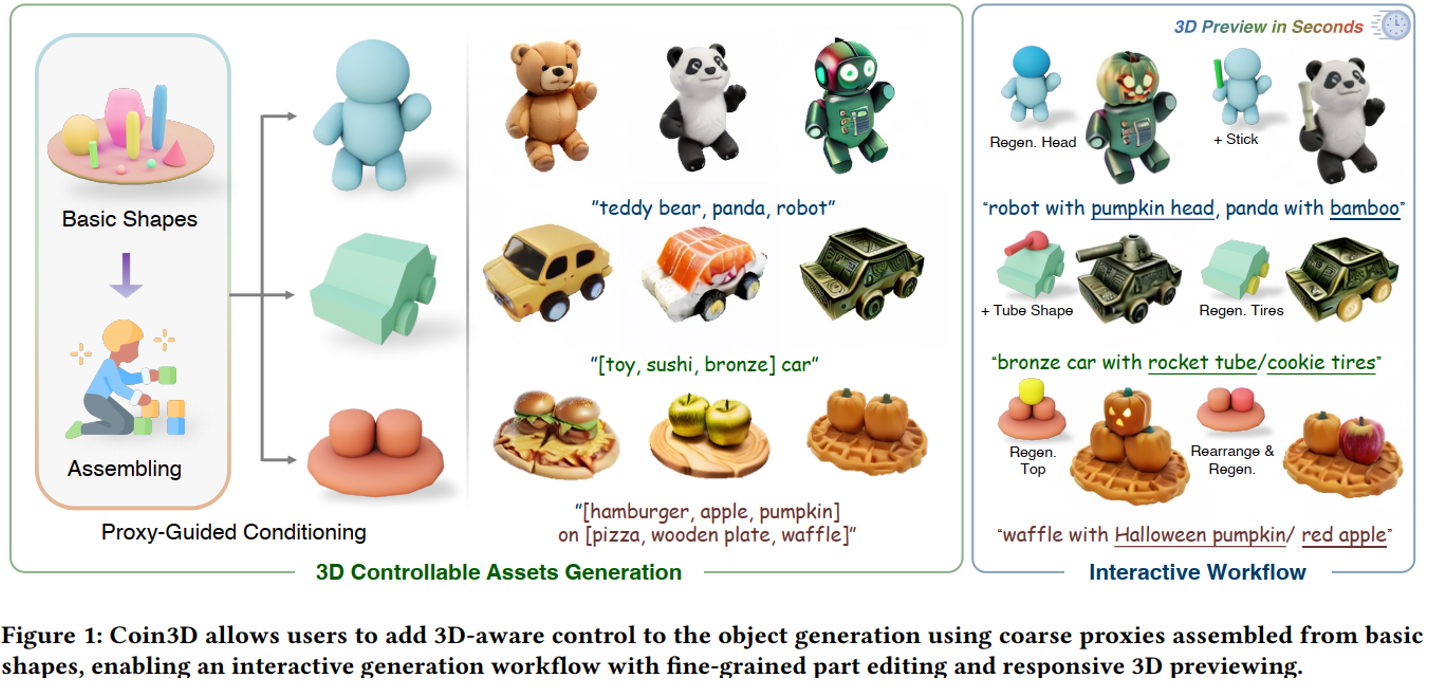 3D Preview in Seconds
Basic Shapes
Assembling
Proxy-Guided Conditioning
"teddy bear, panda, robot"
"[toy, sushi, bronze] car"
"[hamburger, apple, pumpkin]
on [pizza, wooden plate, waffle]"
3D Controllable Assets Generation
Regen. Head
+ Stick
"robot with pumpkin head, panda with bamboo"
+ Tube Shape
Regen. Tires
"bronze car with rocket tube/cookie tires"
Regen.
Top
Rearrange &
Regen.
"waffle with Halloween pumpkin/ red apple"
Interactive Workflow
Figure 1: Coin3D allows users to add 3D-aware control to the object generation using coarse proxies assembled from basic
shapes, enabling an interactive generation workflow with fine-grained part editing and responsive 3D previewing.